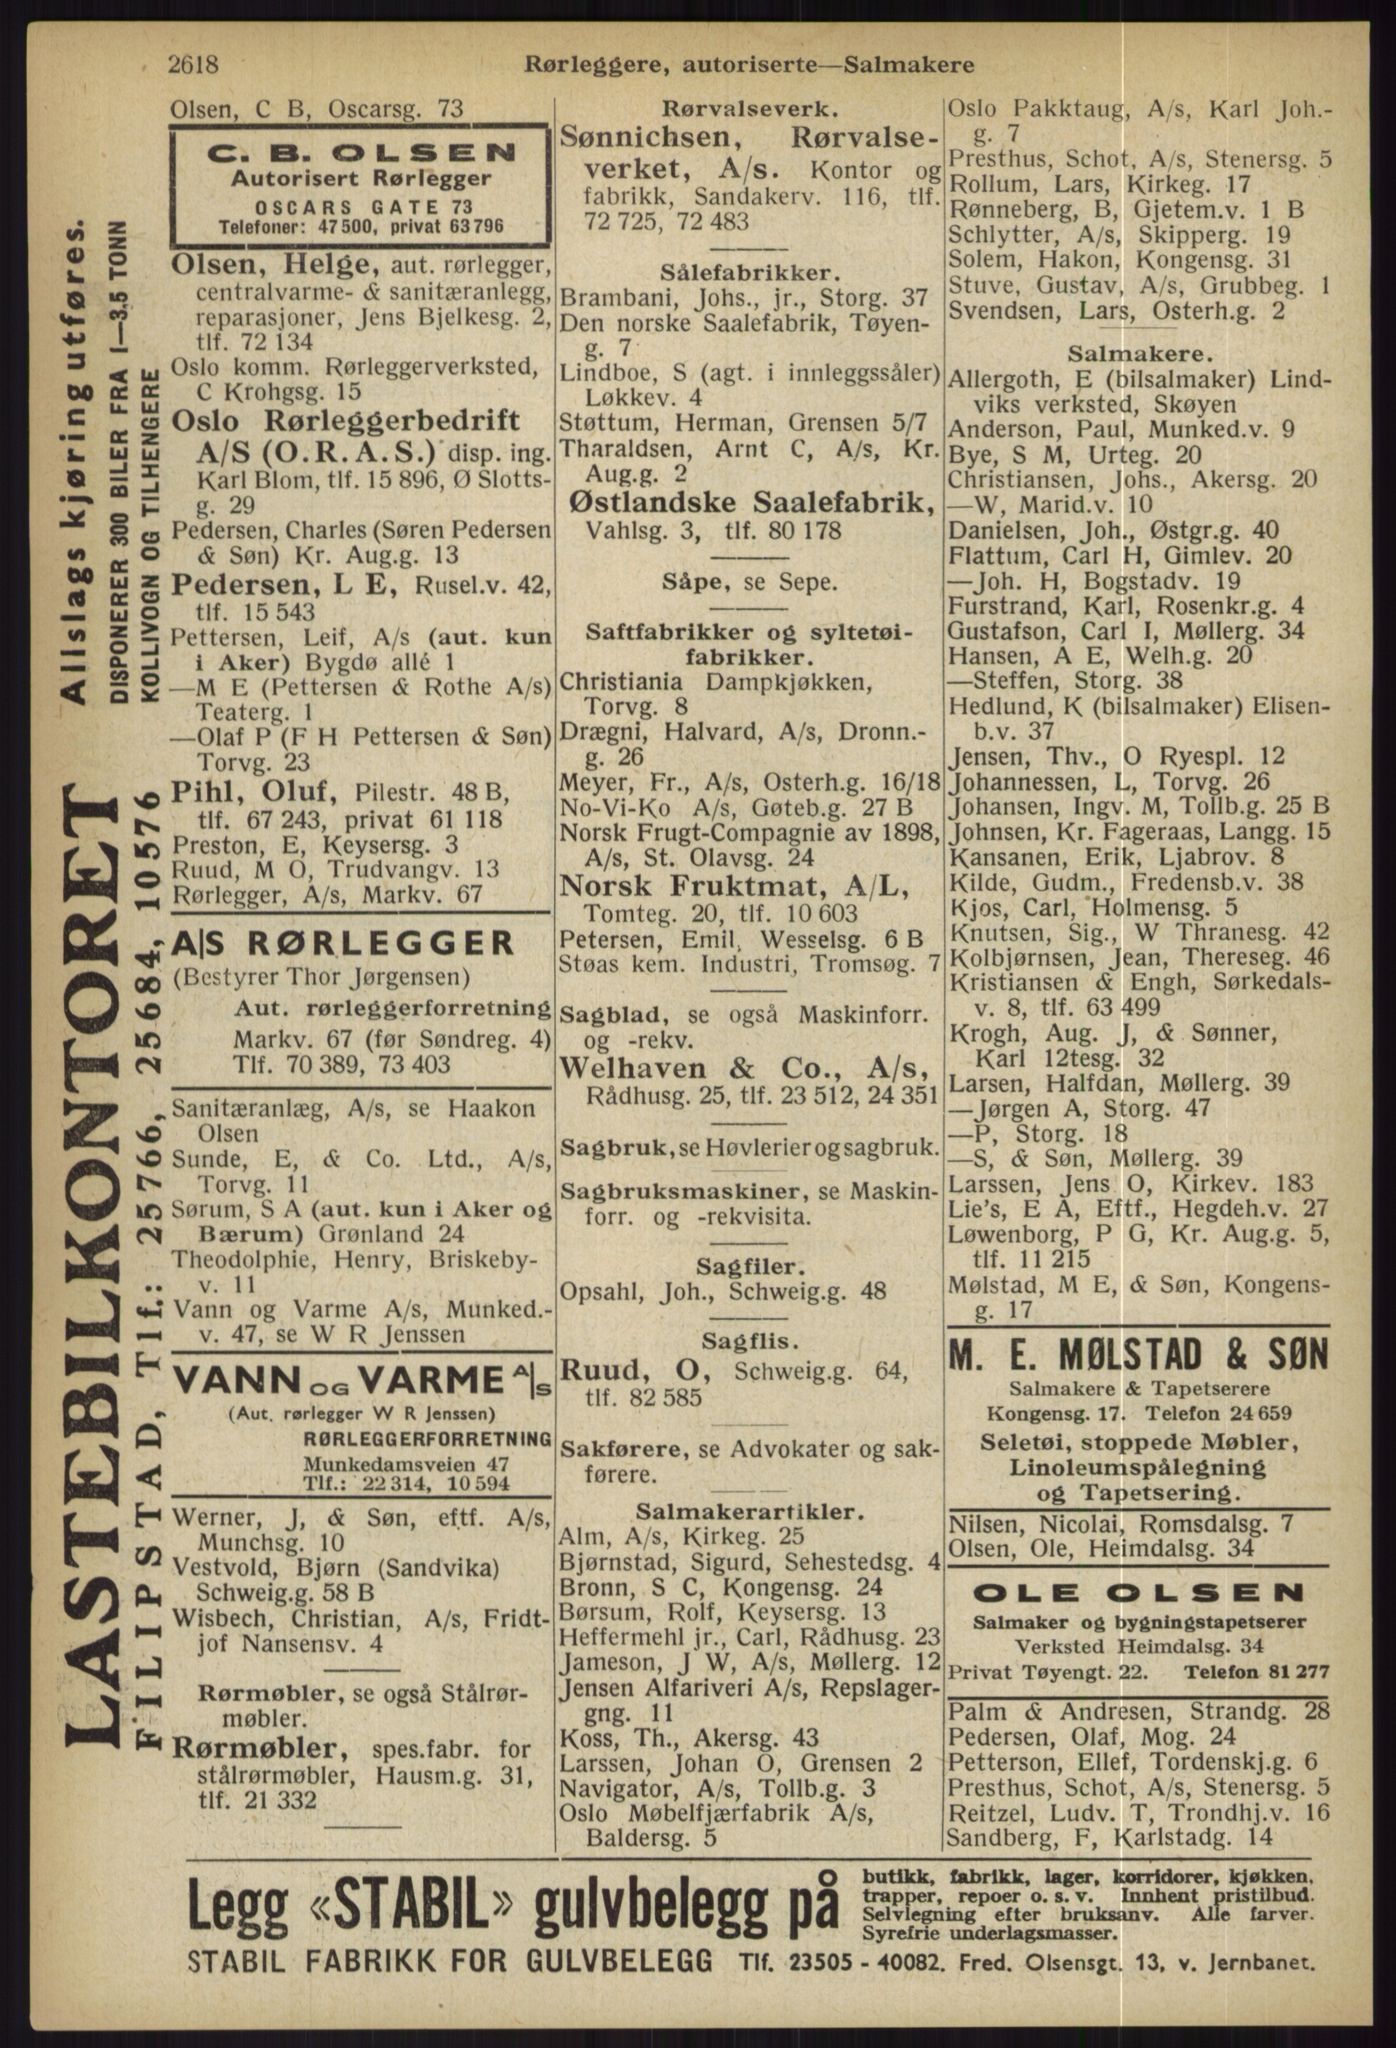 2618
Rørleggere, autoriserte—Salmakere
Allslags kjøring utføres.
DISPONERER 300 BILER FRA 1—3.5 TONN
KOLLIVOGN OG TILHENGERE
LASTEBILKONTORET
FILIPSTAD, Tlf.: 25766, 25684, 10576
Olsen, C B, Oscarsg. 73
C. B. OLSEN
Autorisert Rørlegger
OSCARS GATE 73
Telefoner: 47500, privat 63796
Olsen, Helge, aut. rørlegger,
centralvarme- & sanitæranlegg,
reparasjoner, Jens Bjelkesg. 2,
tlf. 72 134
Oslo komm. Rørleggerverksted,
C Krohgsg. 15
Oslo Rørleggerbedrift
A/S (O.R.A.S.) disp. ing.
Karl Blom, tlf. 15 896, Ø Slotts-
g. 29
Pedersen, Charles (Søren Pedersen
& Søn) Kr. Aug.g. 13
Pedersen, L E, Rusel.v. 42,
tlf. 15 543
Pettersen, Leif, A/s (aut. kun
i Aker) Bygdø allé 1
—M E (Pettersen & Rothe A/s)
Teaterg. 1
—Olaf P (F H Pettersen & Søn)
Torvg. 23
Pihl, Oluf, Pilestr. 48 B,
tlf. 67 243, privat 61 118
Preston, E, Keysersg. 3
Ruud, M O, Trudvangv. 13
Rørlegger, A/s, Markv. 67
A|S RØRLEGGER
(Bestyrer Thor Jørgensen)
Aut. rørleggerforretning
Markv. 67 (før Søndreg. 4)
Tlf. 70 389, 73 403
Sanitæranlæg, A/s, se Haakon
Olsen
Sunde, E, & Co. Ltd., A/s,
Torvg. 11
Sørum, S A (aut. kun i Aker og
Bærum) Grønland 24
Theodolphie, Henry, Briskeby-
v. 11
Vann og Varme A/s, Munked.-
v. 47, se W R Jenssen
VANN OG VARME A|S
(Aut. rørlegger W R Jenssen)
RØRLEGGERFORRETNING
Munkedamsveien 47
Tlf.: 22 314, 10 594
Werner, J, & Søn, eftf. A/s,
Munchsg. 10
Vestvold, Bjørn (Sandvika)
Schweig.g. 58 B
Wisbech, Christian, A/s, Fridt-
jof Nansensv. 4
Rørmøbler, se også Stålrør-
møbler.
Rørmøbler, spes.fabr. for
stålrørmøbler, Hausm.g. 31,
tlf. 21 332
Rørvalseverk.
Sønnichsen, Rørvalse-
verket, A/s. Kontor og
fabrikk, Sandakerv. 116, tlf.
72 725, 72 483
Sålefabrikker.
Brambani, Johs., jr., Storg. 37
Den norske Saalefabrik, Tøyen-
g. 7
Lindboe, S (agt. i innleggssåler)
Løkkev. 4
Støttum, Herman, Grensen 5/7
Tharaldsen, Arnt C, A/s, Kr.
Aug.g. 2
Østlandske Saalefabrik,
Vahlsg. 3, tlf. 80 178
Såpe, se Sepe.
Saftfabrikker og syltetøi-
fabrikker.
Christiania Dampkjøkken,
Torvg. 8
Drægni, Halvard, A/s, Dronn.-
g. 26
Meyer, Fr., A/s, Osterh.g. 16/18
No-Vi-Ko A/s, Gøteb.g. 27 B
Norsk Frugt-Compagnie av 1898,
A/s, St. Olavsg. 24
Norsk Fruktmat, A/L,
Tomteg. 20, tlf. 10 603
Petersen, Emil, Wesselsg. 6 B
Støas kem. Industri, Tromsøg. 7
Sagblad, se også Maskinforr.
og -rekv.
Welhaven & Co., A/s,
Rådhusg. 25, tlf. 23 512, 24 351
Sagbruk, se Høvlerier og sagbruk.
Sagbruksmaskiner, se Maskin-
forr. og -rekvisita.
Sagfiler.
Opsahl, Joh., Schweig.g. 48
Sagflis.
Ruud, O, Schweig.g. 64,
tlf. 82 585
Sakførere, se Advokater og sak-
førere.
Salmakerartikler.
Alm, A/s, Kirkeg. 25
Bjørnstad, Sigurd, Sehestedsg. 4
Bronn, S C, Kongensg. 24
Børsum, Rolf, Keysersg. 13
Heffermehl jr., Carl, Rådhusg. 23
Jameson, J W, A/s, Møllerg. 12
Jensen Alfariveri A/s, Repslager-
gng. 11
Koss, Th., Akersg. 43
Larssen, Johan O, Grensen 2
Navigator, A/s, Tollb.g. 3
Oslo Møbelfjærfabrik A/s,
Baldersg. 5
Oslo Pakktaug, A/s, Karl Joh.-
g. 7
Presthus, Schot, A/s, Stenersg. 5
Rollum, Lars, Kirkeg. 17
Rønneberg, B, Gjetem.v. 1 B
Schlytter, A/s, Skipperg. 19
Solem, Hakon, Kongensg. 31
Stuve, Gustav, A/s, Grubbeg. 1
Svendsen, Lars, Osterh.g. 2
Salmakere.
Allergoth, E (bilsalmaker) Lind-
viks verksted, Skøyen
Anderson, Paul, Munked.v. 9
Bye, S M, Urteg. 20
Christiansen, Johs., Akersg. 20
—W, Marid.v. 10
Danielsen, Joh., Østgr.g. 40
Flattum, Carl H, Gimlev. 20
—Joh. H, Bogstadv. 19
Furstrand, Karl, Rosenkr.g. 4
Gustafson, Carl I, Møllerg. 34
Hansen, A E, Welh.g. 20
—Steffen, Storg. 38
Hedlund, K (bilsalmaker) Elisen-
b.v. 37
Jensen, Thv., O Ryespl. 12
Johannessen, L, Torvg. 26
Johansen, Ingv. M, Tollb.g. 25 B
Johnsen, Kr. Fageraas, Langg. 15
Kansanen, Erik, Ljabrov. 8
Kilde, Gudm., Fredensb.v. 38
Kjos, Carl, Holmensg. 5
Knutsen, Sig., W Thranesg. 42
Kolbjørnsen, Jean, Thereseg. 46
Kristiansen & Engh, Sørkedals-
v. 8, tlf. 63 499
Krogh, Aug. J, & Sønner,
Karl 12tesg. 32
Larsen, Halfdan, Møllerg. 39
—Jørgen A, Storg. 47
—P, Storg. 18
—S, & Søn, Møllerg. 39
Larssen, Jens O, Kirkev. 183
Lie's, E A, Eftf., Hegdeh.v. 27
Løwenborg, P G, Kr. Aug.g. 5,
tlf. 11 215
Mølstad, M E, & Søn, Kongens-
g. 17
M. E. MØLSTAD & SØN
Salmakere & Tapetserere
Kongensg. 17. Telefon 24 659
Seletøi, stoppede Møbler,
Linoleumspålegning
og Tapetsering.
Nilsen, Nicolai, Romsdalsg. 7
Olsen, Ole, Heimdalsg. 34
OLE OLSEN
Salmaker og bygningstapetserer
Verksted Heimdalsg. 34
Privat Tøyengt. 22. Telefon 81 277
Palm & Andresen, Strandg. 28
Pedersen, Olaf, Mog. 24
Petterson, Ellef, Tordenskj.g. 6
Presthus, Schot, A/s, Stenersg. 5
Reitzel, Ludv. T, Trondhj.v. 16
Sandberg, F, Karlstadg. 14
Legg «STABIL» gulvbelegg på
butikk, fabrikk, lager, korridorer, kjøkken,
trapper, repoer o. s. v. Innhent pristilbud.
Selvlegning efter bruksanv. Alle farver.
Syrefrie underlagsmasser.
STABIL FABRIKK FOR GULVBELEGG Tlf. 23505 - 40082. Fred. Olsensgt. 13, v. Jernbanet.